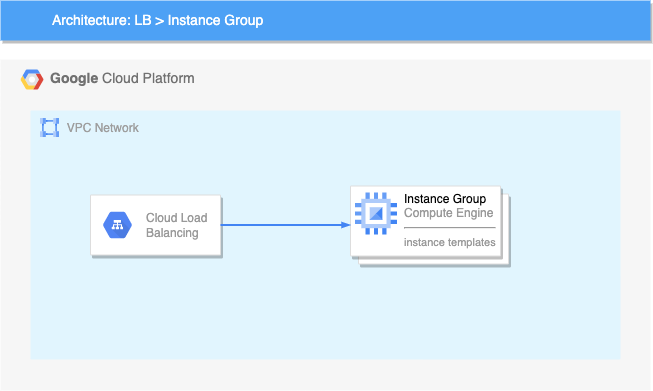 Architecture: LB > Instance Group
Google Cloud Platform
VPC Network
Cloud Load
Balancing
Instance Group
Compute Engine
instance templates